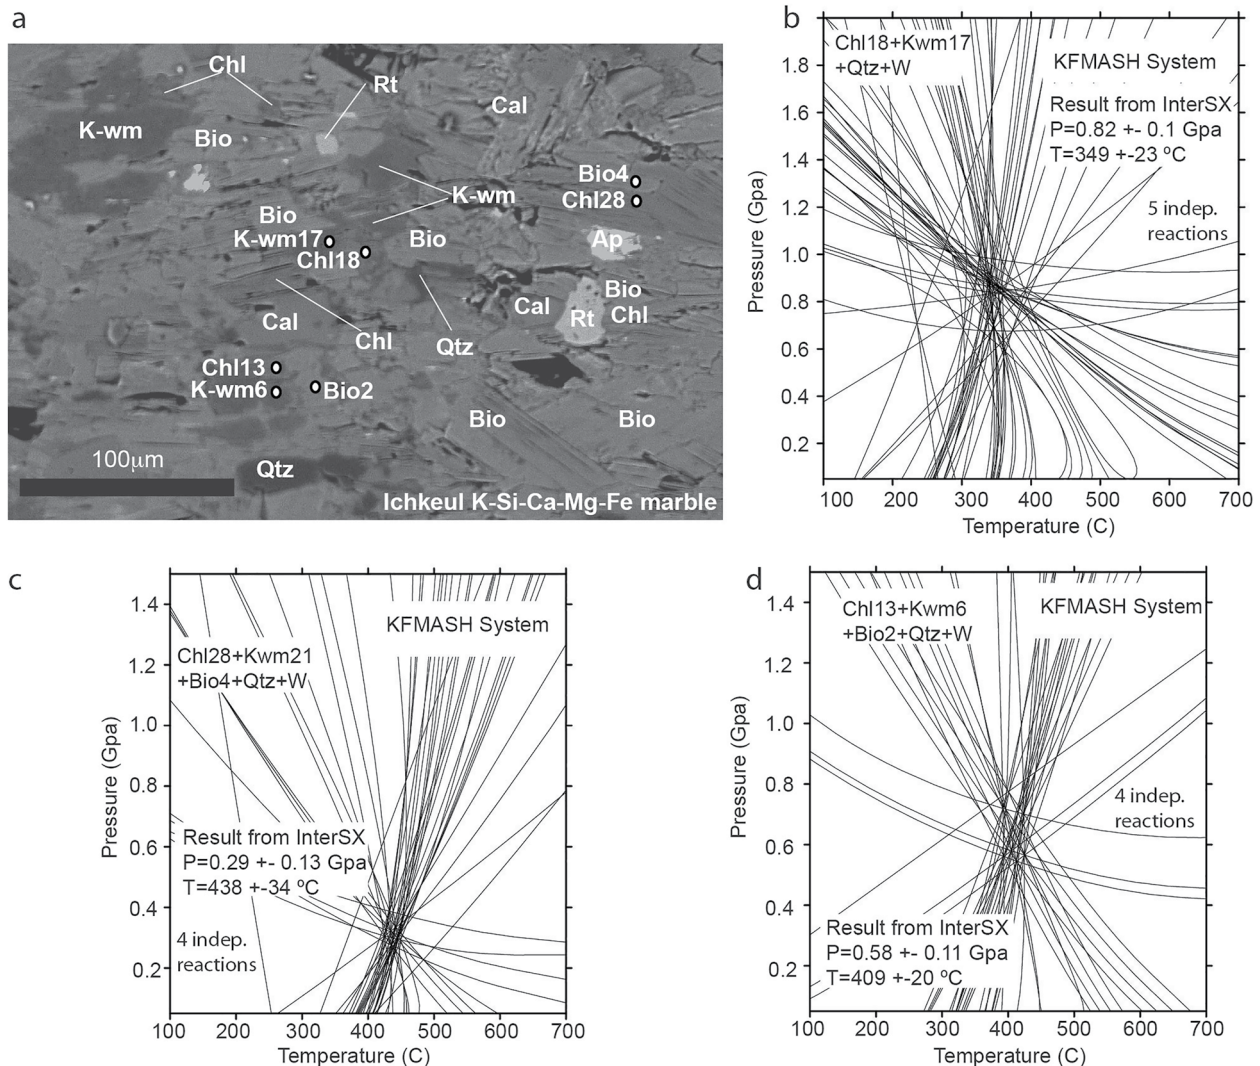 a
Chl
Rt
K-wm
Bio
Cal
K-wm
Bio4
Chl28
Bio
K-wm17
Chl18
Bio
Ap
Cal
Chl
Qtz
Cal
Bio
Rt
Chl
Chl13
K-wm6
Bio2
Bio
Bio
100μm
Qtz
Ichkeul K-Si-Ca-Mg-Fe marble
b
Chl18+Kwm17
+Qtz+W
KFMASH System
Result from InterSX
P=0.82 +- 0.1 Gpa
T=349 +-23 ºC
5 indep.
reactions
Pressure (Gpa)
1.8
1.6
1.4
1.2
1.0
0.8
0.6
0.4
0.2
100 200 300 400 500 600 700
Temperature (C)
c
KFMASH System
Chl28+Kwm21
+Bio4+Qtz+W
Result from InterSX
P=0.29 +- 0.13 Gpa
T=438 +-34 ºC
4 indep.
reactions
Pressure (Gpa)
1.4
1.2
1.0
0.8
0.6
0.4
0.2
100 200 300 400 500 600 700
Temperature (C)
d
Chl13+Kwm6
+Bio2+Qtz+W
KFMASH System
4 indep.
reactions
Result from InterSX
P=0.58 +- 0.11 Gpa
T=409 +-20 ºC
Pressure (Gpa)
1.4
1.2
1.0
0.8
0.6
0.4
0.2
100 200 300 400 500 600 700
Temperature (C)